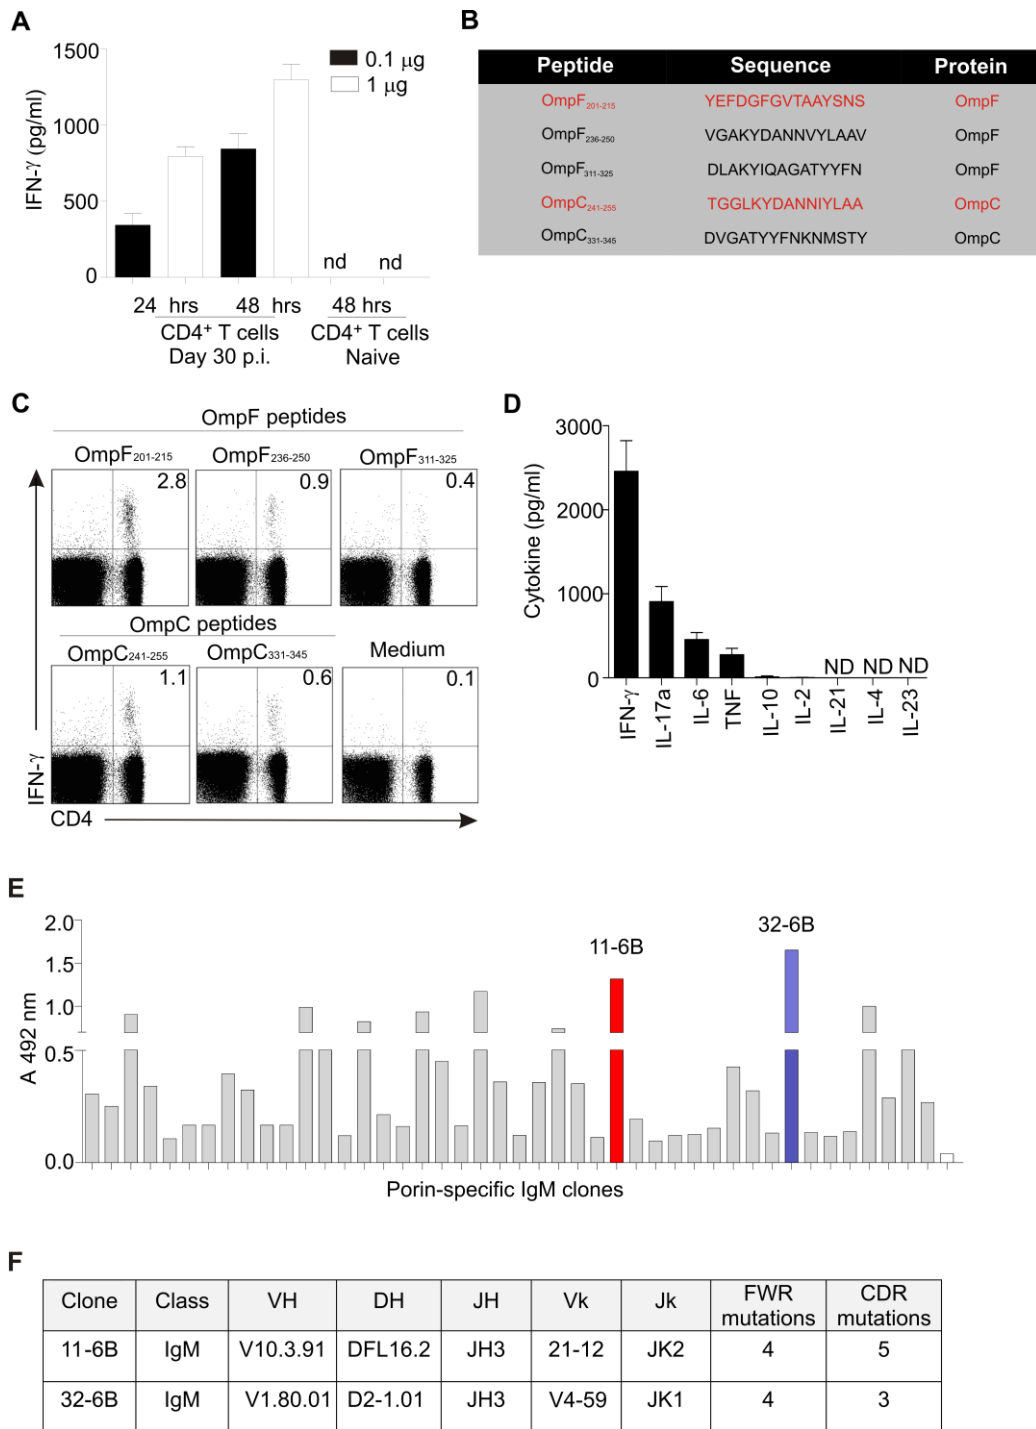 A
1500
1000
500
0
IFN-γ (pg/ml)
0.1 μg
1 μg
nd nd
24 hrs 48 hrs 48 hrs
CD4⁺ T cells CD4⁺ T cells
Day 30 p.i. Naive
B
Peptide Sequence Protein
OmpF201-215 YEFDGFGVTAAYSNS OmpF
OmpF236-250 VGAKYDANNVYLAAV OmpF
OmpF311-325 DLAKYIQAGATYYFN OmpF
OmpC241-255 TGGLKYDANNIYLAA OmpC
OmpC331-345 DVGATYYFNKNMSTY OmpC
C
OmpF peptides
OmpF201-215 OmpF236-250 OmpF311-325
2.8 0.9 0.4
OmpC peptides
OmpC241-255 OmpC331-345 Medium
1.1 0.6 0.1
IFN-γ
CD4
D
3000
2000
1000
0
Cytokine (pg/ml)
ND ND ND
IFN-γ IL-17a IL-6 TNF IL-10 IL-2 IL-21 IL-4 IL-23
E
2.0
1.5
1.0
0.5
0.0
A 492 nm
11-6B
32-6B
Porin-specific IgM clones
F
Clone Class VH DH JH Vk Jk FWR mutations CDR mutations
11-6B IgM V10.3.91 DFL16.2 JH3 21-12 JK2 4 5
32-6B IgM V1.80.01 D2-1.01 JH3 V4-59 JK1 4 3